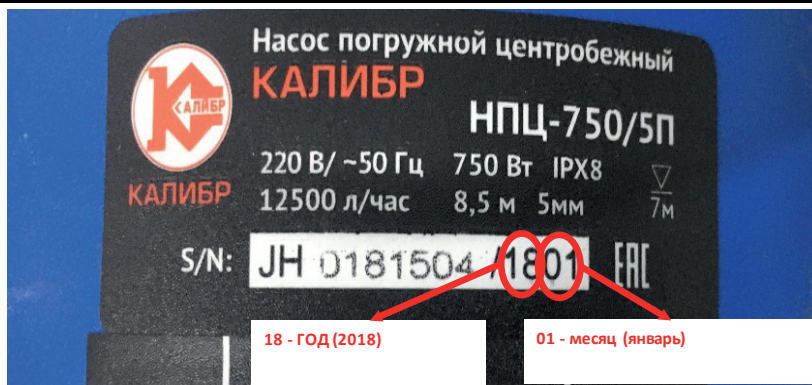 Насос погружной центробежный
КАЛИБР
КАЛИБР
КАЛИБР
НПЦ-750/5П
220 В/ ~50 Гц 750 Вт IPX8
12500 л/час 8,5 м 5мм 7м
S/N: JH 0181504 /1801 EAC
18 - ГОД (2018)
01 - месяц (январь)